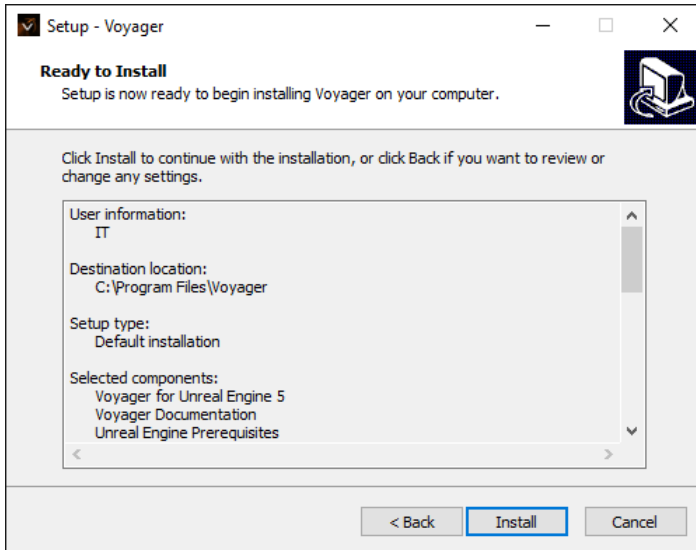 Setup - Voyager
Ready to Install
Setup is now ready to begin installing Voyager on your computer.
Click Install to continue with the installation, or click Back if you want to review or
change any settings.
User information:
IT
Destination location:
C:\Program Files\Voyager
Setup type:
Default installation
Selected components:
Voyager for Unreal Engine 5
Voyager Documentation
Unreal Engine Prerequisites
< Back
Install
Cancel